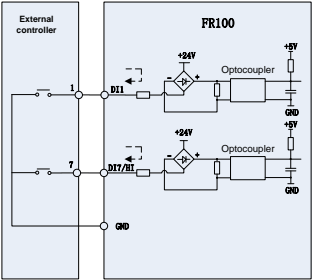 External
controller
FR100
+24V
+5V
Optocoupler
1
DI1
- +
GND
+24V
+5V
Optocoupler
7
DI7/HI
- +
GND
GND